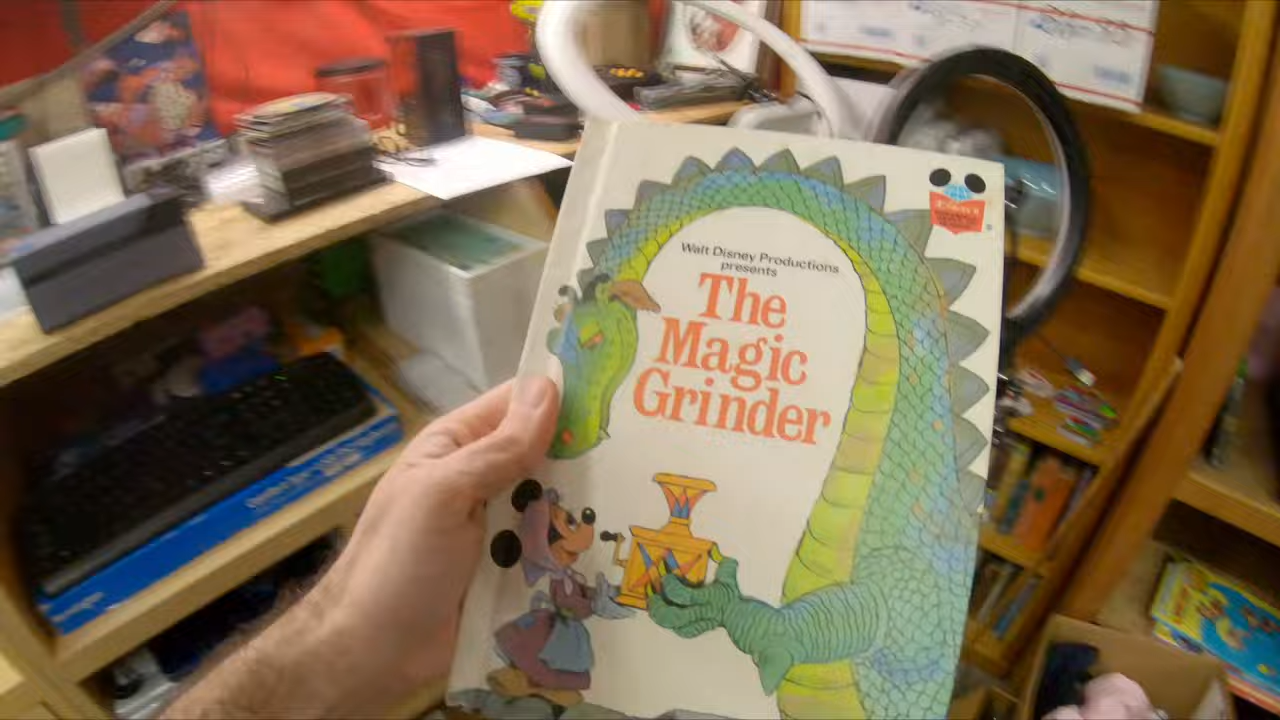 Walt Disney Productions
presents
The
Magic
Grinder